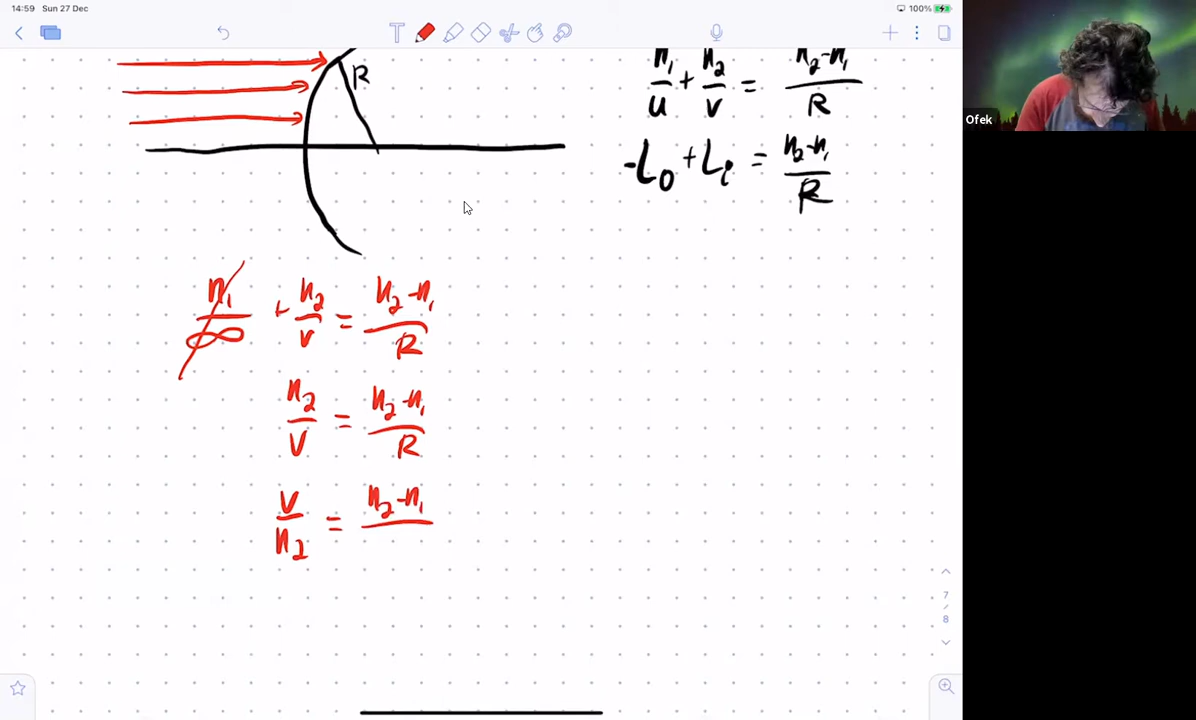 14:59 Sun 27 Dec
100%
R
n₁/u + n₂/v = n₂-n₁/R
-L₀ + Lᵢ = n₂-n₁/R
n₁/∞ + n₂/v = n₂-n₁/R
n₂/v = n₂-n₁/R
v/n₂ = n₂-n₁/
Ofek
7
/
8